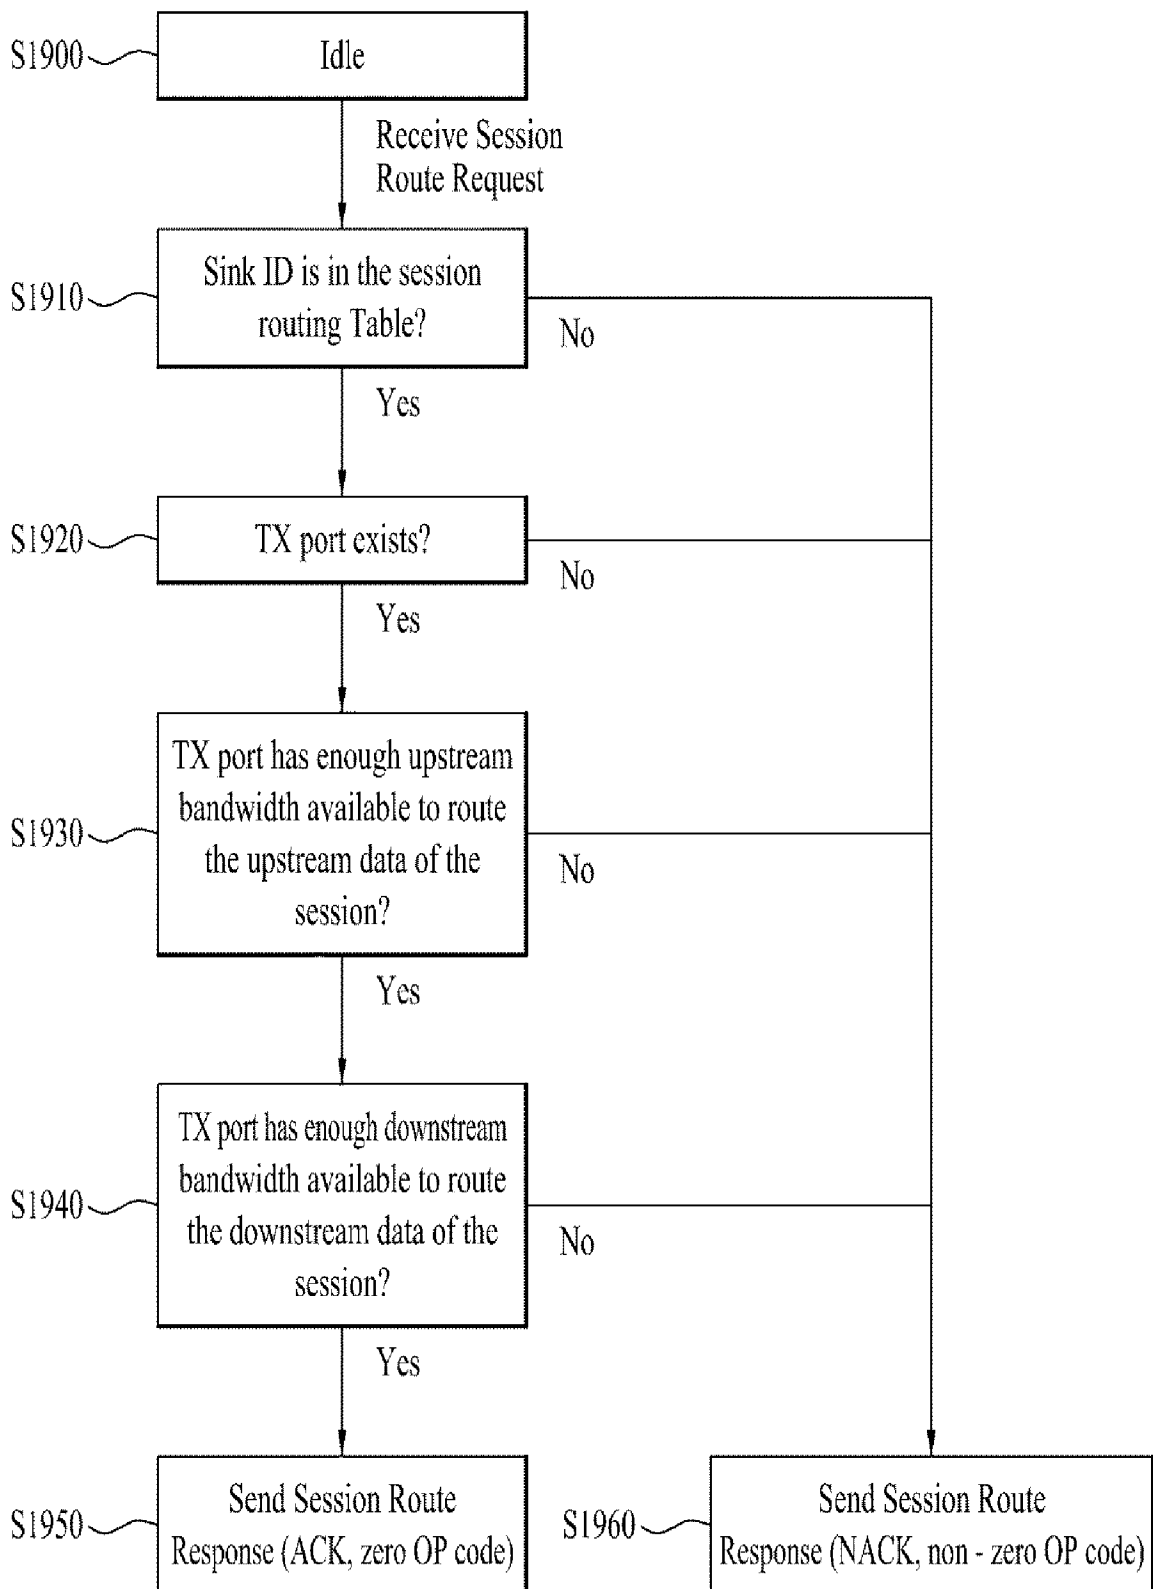 S1900
Idle
Receive Session
Route Request
S1910
Sink ID is in the session
routing Table?
No
Yes
S1920
TX port exists?
No
Yes
S1930
TX port has enough upstream
bandwidth available to route
the upstream data of the
session?
No
Yes
S1940
TX port has enough downstream
bandwidth available to route
the downstream data of the
session?
No
Yes
S1950
Send Session Route
Response (ACK, zero OP code)
S1960
Send Session Route
Response (NACK, non - zero OP code)